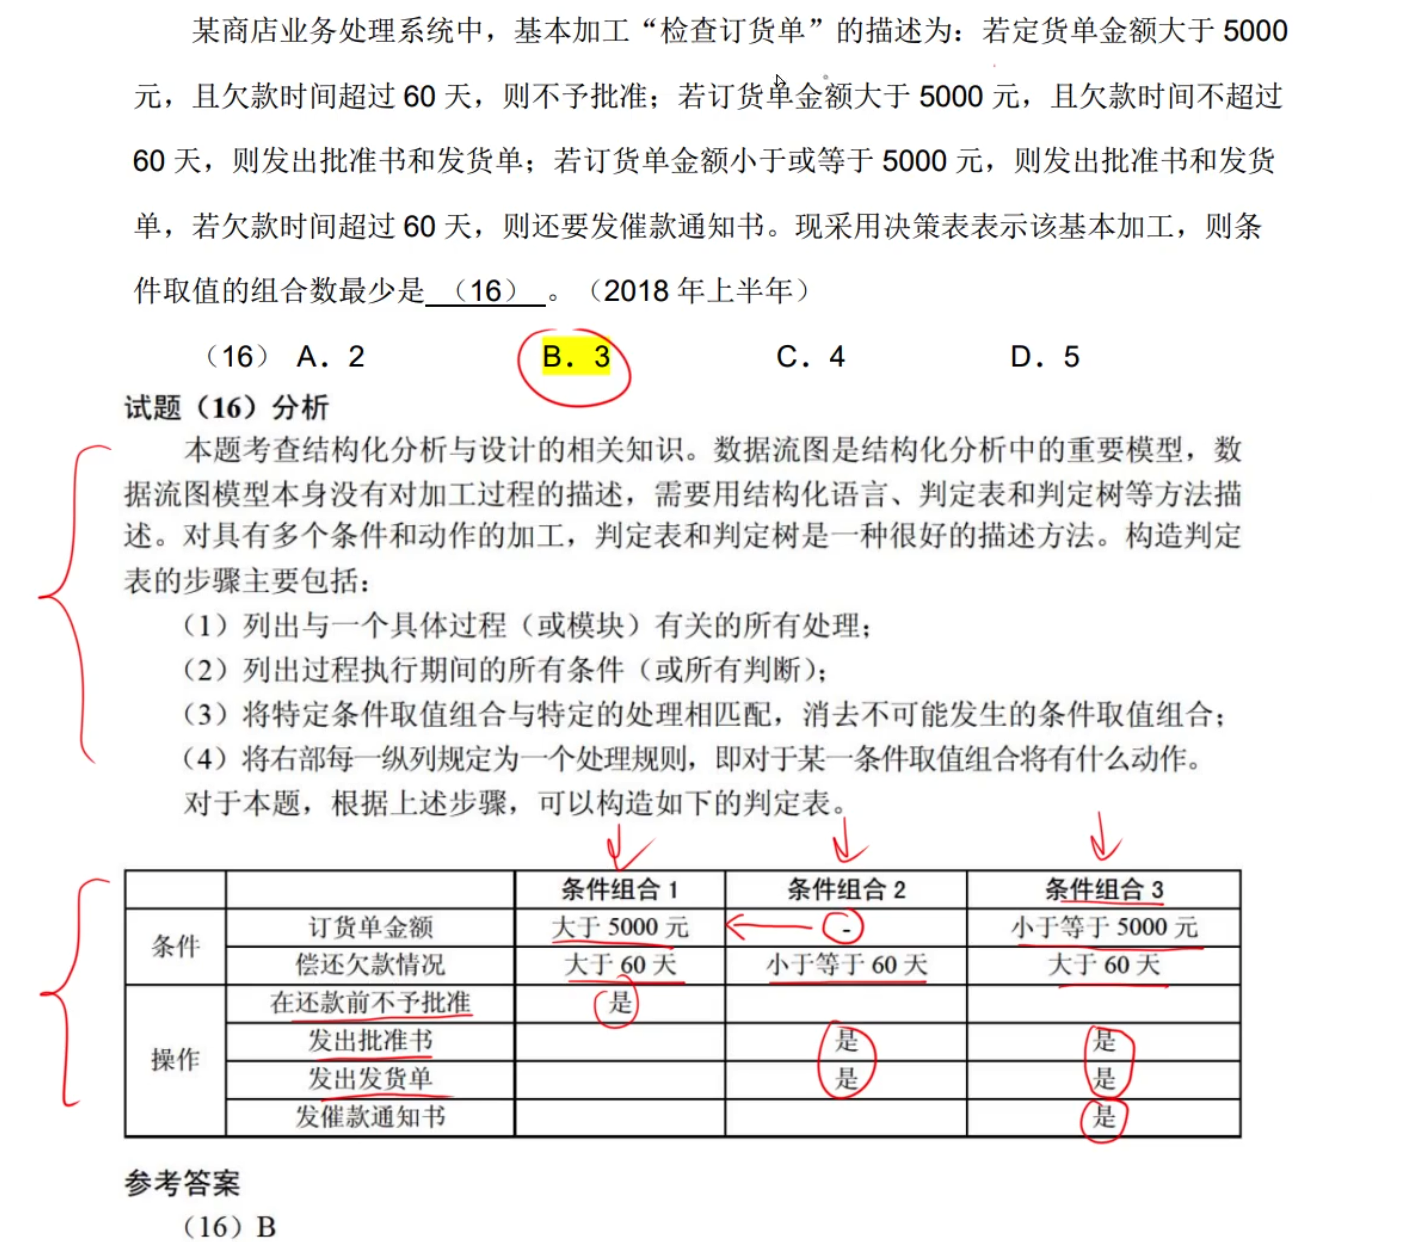 某商店业务处理系统中，基本加工“检查订货单”的描述为：若定货单金额大于 5000
元，且欠款时间超过 60 天，则不予批准；若订货单金额大于 5000 元，且欠款时间不超过
60 天，则发出批准书和发货单；若订货单金额小于或等于 5000 元，则发出批准书和发货
单，若欠款时间超过 60 天，则还要发催款通知书。现采用决策表表示该基本加工，则条
件取值的组合数最少是 （16） 。（2018 年上半年）
（16） A．2 B．3 C．4 D．5
试题（16）分析
本题考查结构化分析与设计的相关知识。数据流图是结构化分析中的重要模型，数
据流图模型本身没有对加工过程的描述，需要用结构化语言、判定表和判定树等方法描
述。对具有多个条件和动作的加工，判定表和判定树是一种很好的描述方法。构造判定
表的步骤主要包括：
（1）列出与一个具体过程（或模块）有关的所有处理；
（2）列出过程执行期间的所有条件（或所有判断）；
（3）将特定条件取值组合与特定的处理相匹配，消去不可能发生的条件取值组合；
（4）将右部每一纵列规定为一个处理规则，即对于某一条件取值组合将有什么动作。
对于本题，根据上述步骤，可以构造如下的判定表。
条件组合 1 条件组合 2 条件组合 3
条件 订货单金额 大于 5000 元 - 小于等于 5000 元
偿还欠款情况 大于 60 天 小于等于 60 天 大于 60 天
操作 在还款前不予批准 是
发出批准书 是 是
发出发货单 是 是
发催款通知书 是
参考答案
（16）B